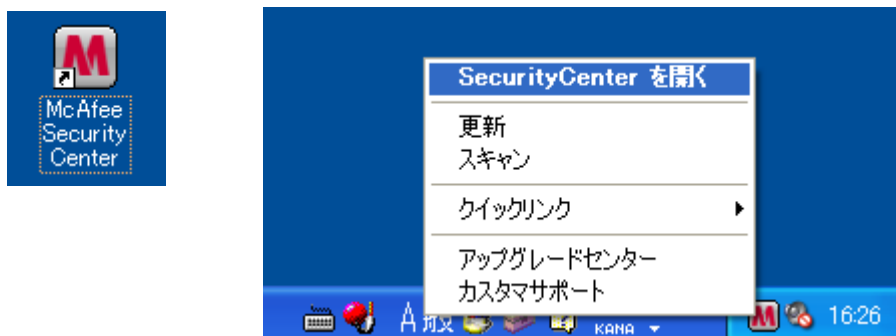 McAfee
Security
Center
SecurityCenter を開く
更新
スキャン
クイックリンク
アップグレードセンター
カスタマサポート
A 般
KANA
16:26